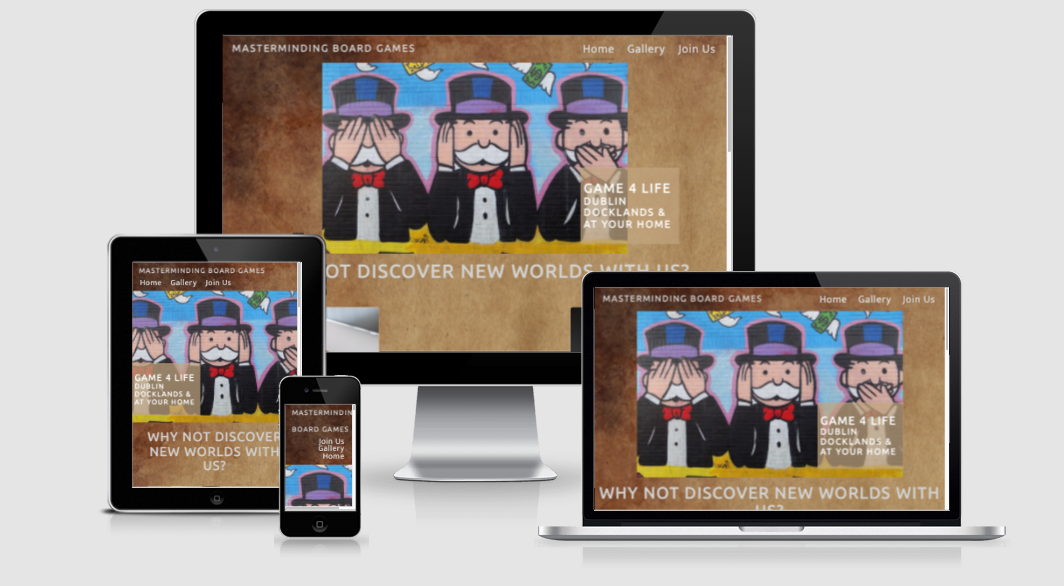 MASTERMINDING BOARD GAMES
Home Gallery Join Us
GAME 4 LIFE
DUBLIN
DOCKLANDS &
AT YOUR HOME
OT DISCOVER NEW WORLDS WITH US?
MASTERMINDING BOARD GAMES
Home Gallery Join Us
GAME 4 LIFE
DUBLIN
DOCKLANDS &
AT YOUR HOME
WHY NOT DISCOVER
NEW WORLDS WITH
US?
MASTERMINDIN
BOARD GAMES
Join Us
Gallery
Home
MASTERMINDING BOARD GAMES
Home Gallery Join Us
GAME 4 LIFE
DUBLIN
DOCKLANDS &
AT YOUR HOME
WHY NOT DISCOVER NEW WORLDS WITH
US?